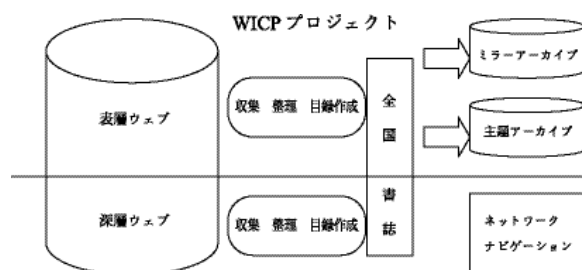 WICPプロジェクト
表層ウェブ
収集 整理 目録作成
全国書誌
ミラーアーカイブ
主題アーカイブ
深層ウェブ
収集 整理 目録作成
ネットワーク
ナビゲーション